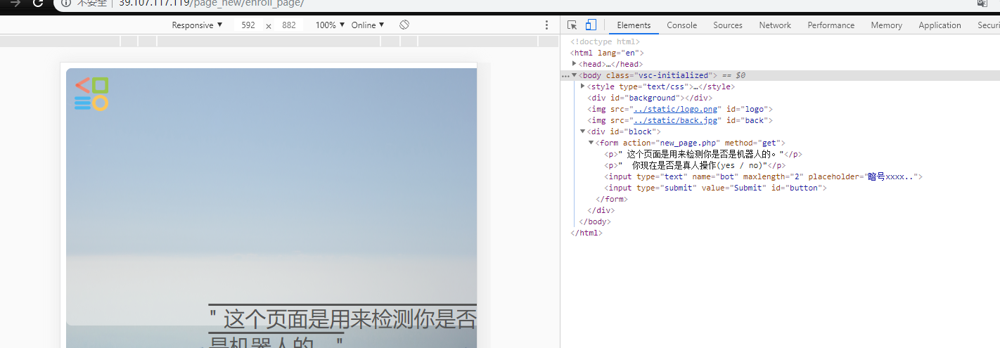 不安全 | 39.107.117.119/page_new/enroll_page/
Responsive ▼ 592 × 882 100% ▼ Online ▼
Elements Console Sources Network Performance Memory Application Securi
<!doctype html>
<html lang="en">
▶<head>…</head>
…▼<body class="vsc-initialized"> == $0
▶<style type="text/css">…</style>
<div id="background"></div>
<img src="../static/logo.png" id="logo">
<img src="../static/back.jpg" id="back">
▼<div id="block">
▼<form action="new_page.php" method="get">
<p>" 这个页面是用来检测你是否是机器人的。"</p>
<p>"  你现在是否是真人操作(yes / no)"</p>
<input type="text" name="bot" maxlength="2" placeholder="暗号xxxx..">
<input type="submit" value="Submit" id="button">
</form>
</div>
</body>
</html>
" 这个页面是用来检测你是否
是机器人的。"